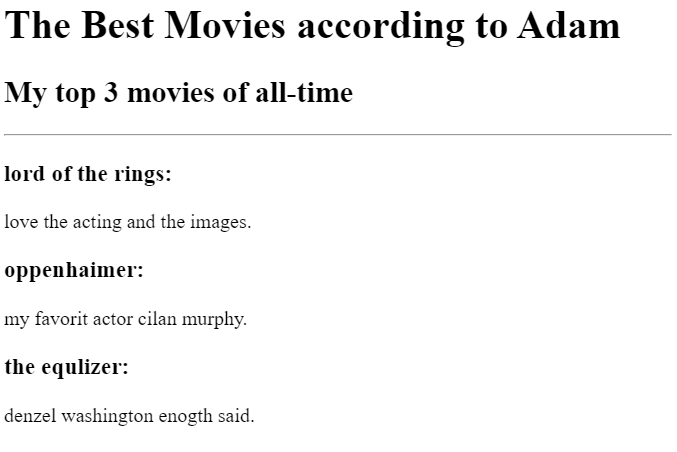 The Best Movies according to Adam
My top 3 movies of all-time
lord of the rings:
love the acting and the images.
oppenhaimer:
my favorit actor cilan murphy.
the equlizer:
denzel washington enogth said.